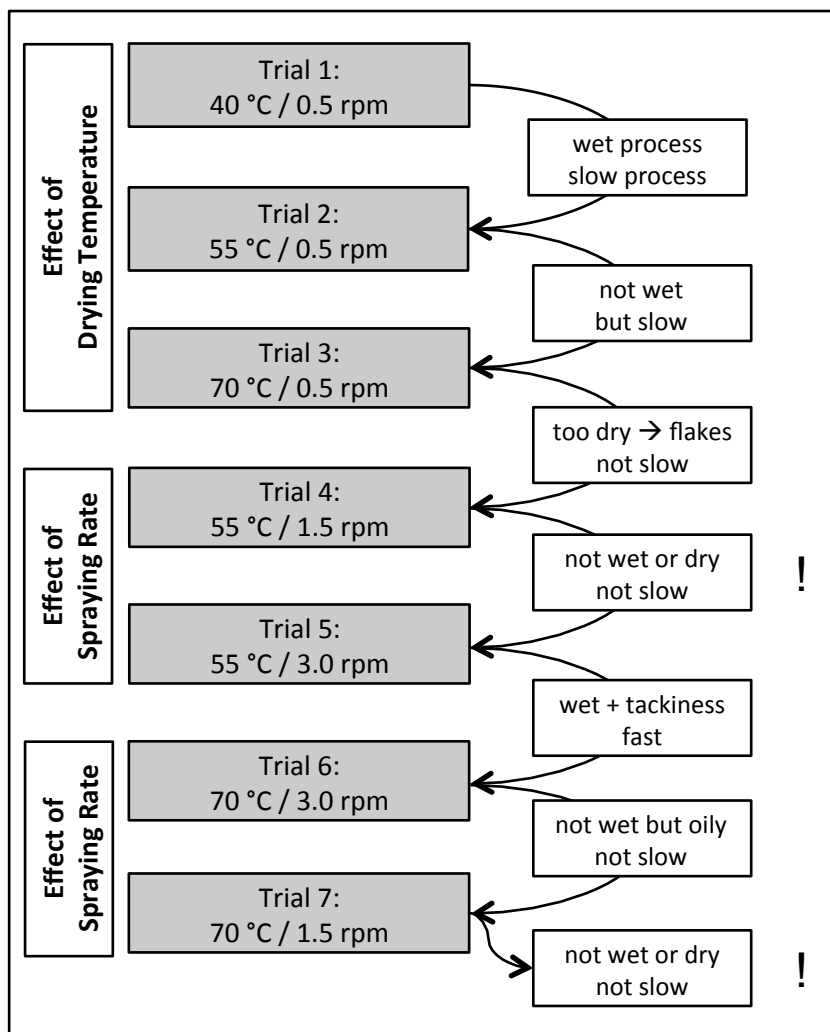 Effect of
Drying Temperature
Trial 1:
40 °C / 0.5 rpm
wet process
slow process
Trial 2:
55 °C / 0.5 rpm
not wet
but slow
Trial 3:
70 °C / 0.5 rpm
too dry → flakes
not slow
Effect of
Spraying Rate
Trial 4:
55 °C / 1.5 rpm
not wet or dry
not slow
!
Trial 5:
55 °C / 3.0 rpm
wet + tackiness
fast
Effect of
Spraying Rate
Trial 6:
70 °C / 3.0 rpm
not wet but oily
not slow
Trial 7:
70 °C / 1.5 rpm
not wet or dry
not slow
!